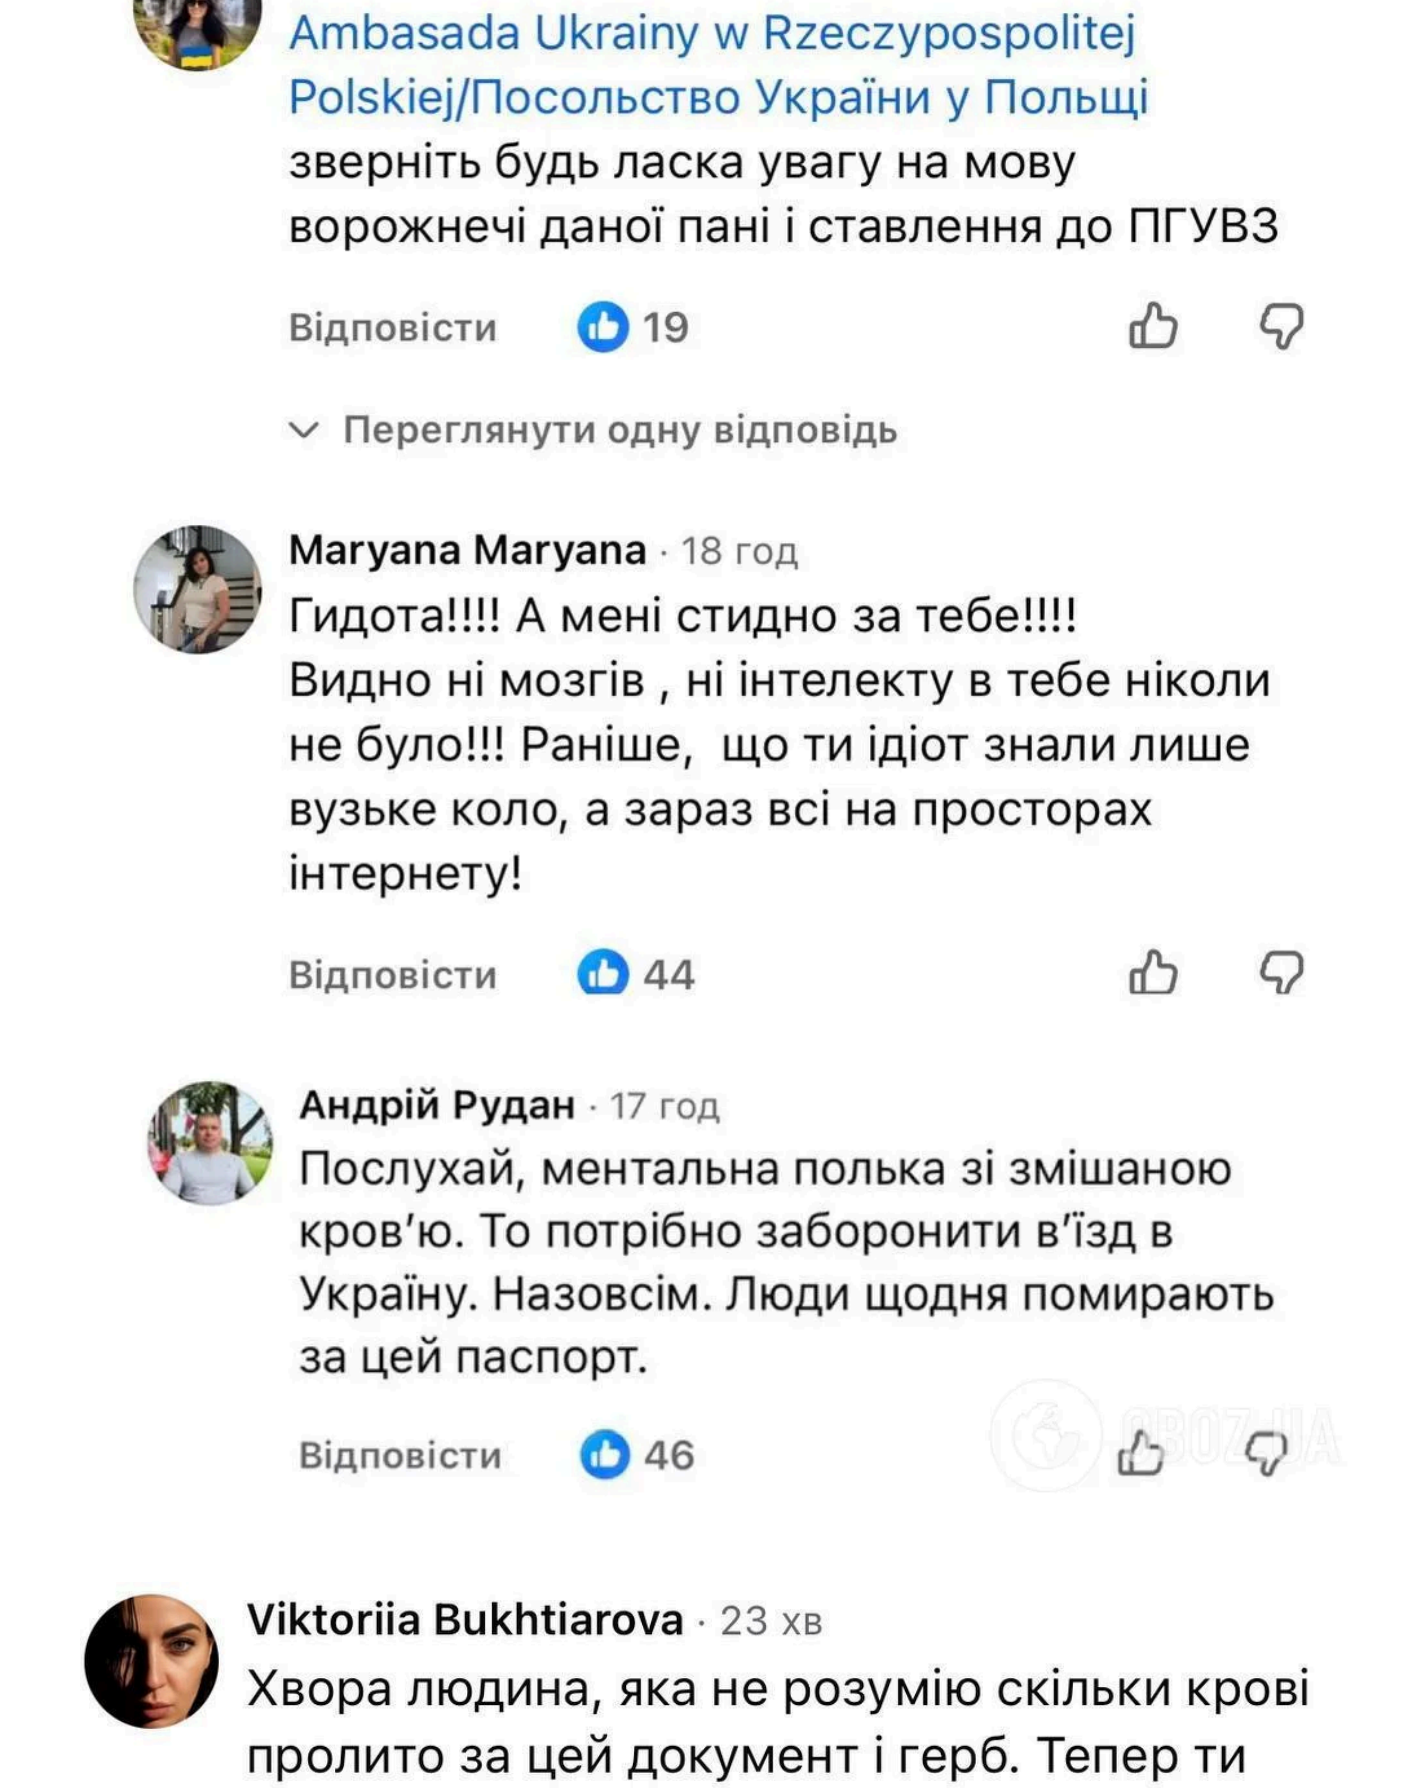 Ambasada Ukrainy w Rzeczypospolitej
Polskiej/Посольство України у Польщі
зверніть будь ласка увагу на мову
ворожнечі даної пані і ставлення до ПГУВЗ
Відповісти 19
Переглянути одну відповідь
Maryana Maryana · 18 год
Гидота!!!! А мені стидно за тебе!!!!
Видно ні мозгів , ні інтелекту в тебе ніколи
не було!!! Раніше, що ти ідіот знали лише
вузьке коло, а зараз всі на просторах
інтернету!
Відповісти 44
Андрій Рудан · 17 год
Послухай, ментальна полька зі змішаною
кров’ю. То потрібно заборонити в’їзд в
Україну. Назовсім. Люди щодня помирають
за цей паспорт.
OBOZ.UA
Відповісти 46
Viktoriia Bukhtiarova · 23 хв
Хвора людина, яка не розумію скільки крові
пролито за цей документ і герб. Тепер ти